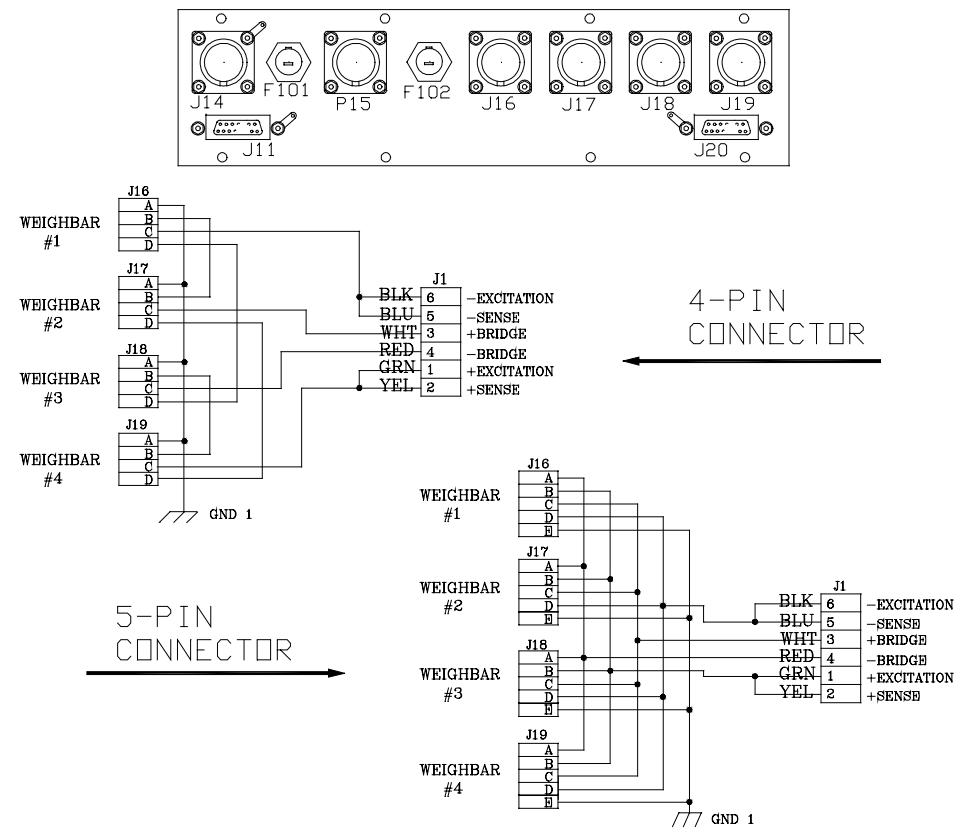 J14
F101
P15
F102
J16
J17
J18
J19
J11
J20
J16
WEIGHBAR
#1
A
B
C
D
J17
WEIGHBAR
#2
A
B
C
D
J18
WEIGHBAR
#3
A
B
C
D
J19
WEIGHBAR
#4
A
B
C
D
GND 1
J1
BLK 6 -EXCITATION
BLU 5 -SENSE
WHT 3 +BRIDGE
RED 4 -BRIDGE
GRN 1 +EXCITATION
YEL 2 +SENSE
4-PIN
CONNECTOR
5-PIN
CONNECTOR
J16
WEIGHBAR
#1
A
B
C
D
E
J17
WEIGHBAR
#2
A
B
C
D
E
J18
WEIGHBAR
#3
A
B
C
D
E
J19
WEIGHBAR
#4
A
B
C
D
E
GND 1
J1
BLK 6 -EXCITATION
BLU 5 -SENSE
WHT 3 +BRIDGE
RED 4 -BRIDGE
GRN 1 +EXCITATION
YEL 2 +SENSE